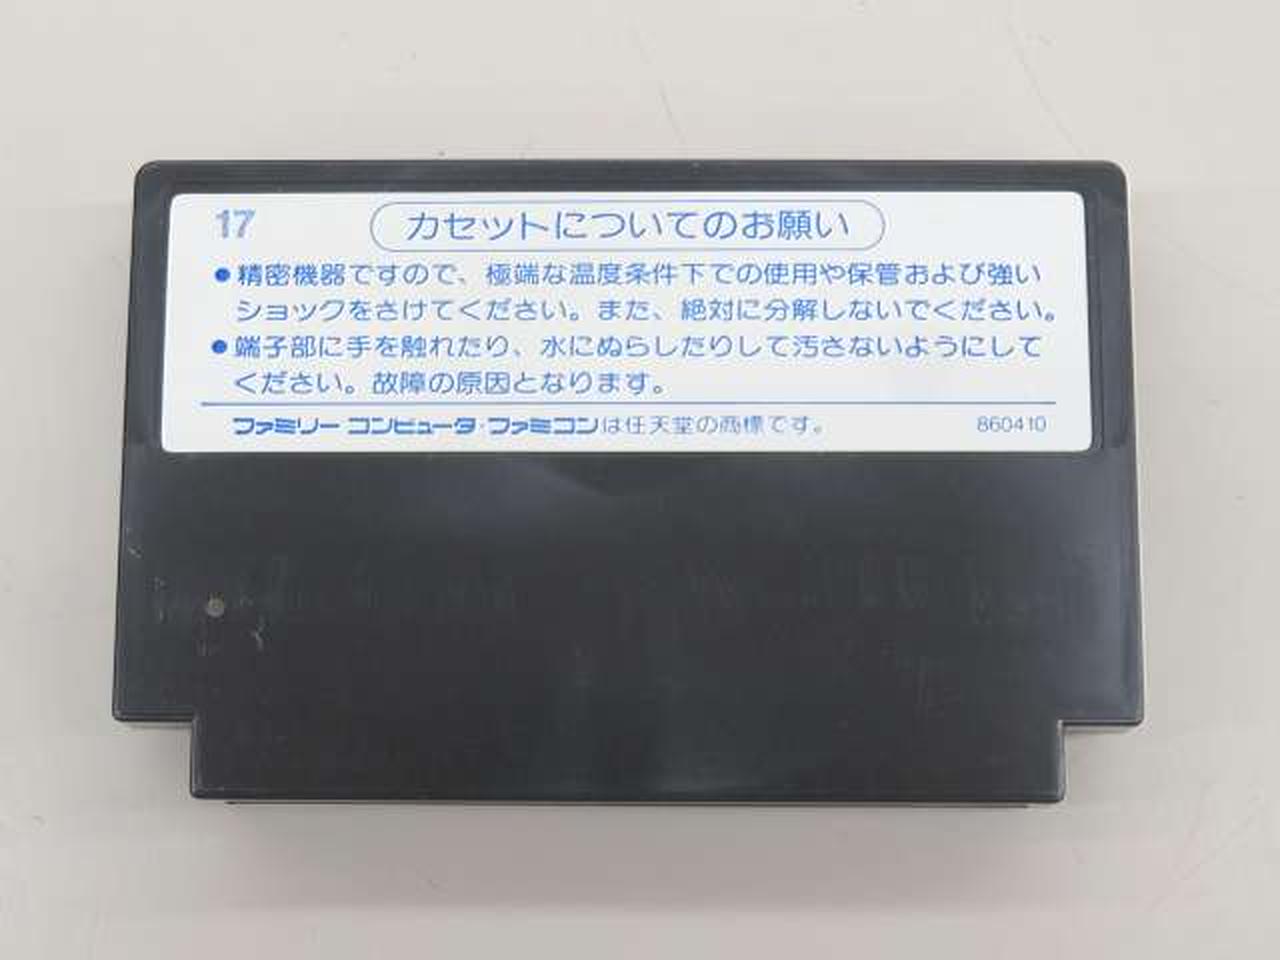 17
カセットについてのお願い
●精密機器ですので、極端な温度条件下での使用や保管および強い
ショックをさけてください。また、絶対に分解しないでください。
●端子部に手を触れたり、水にぬらしたりして汚さないようにして
ください。故障の原因となります。
ファミリー コンピュータ・ファミコンは任天堂の商標です。 860410